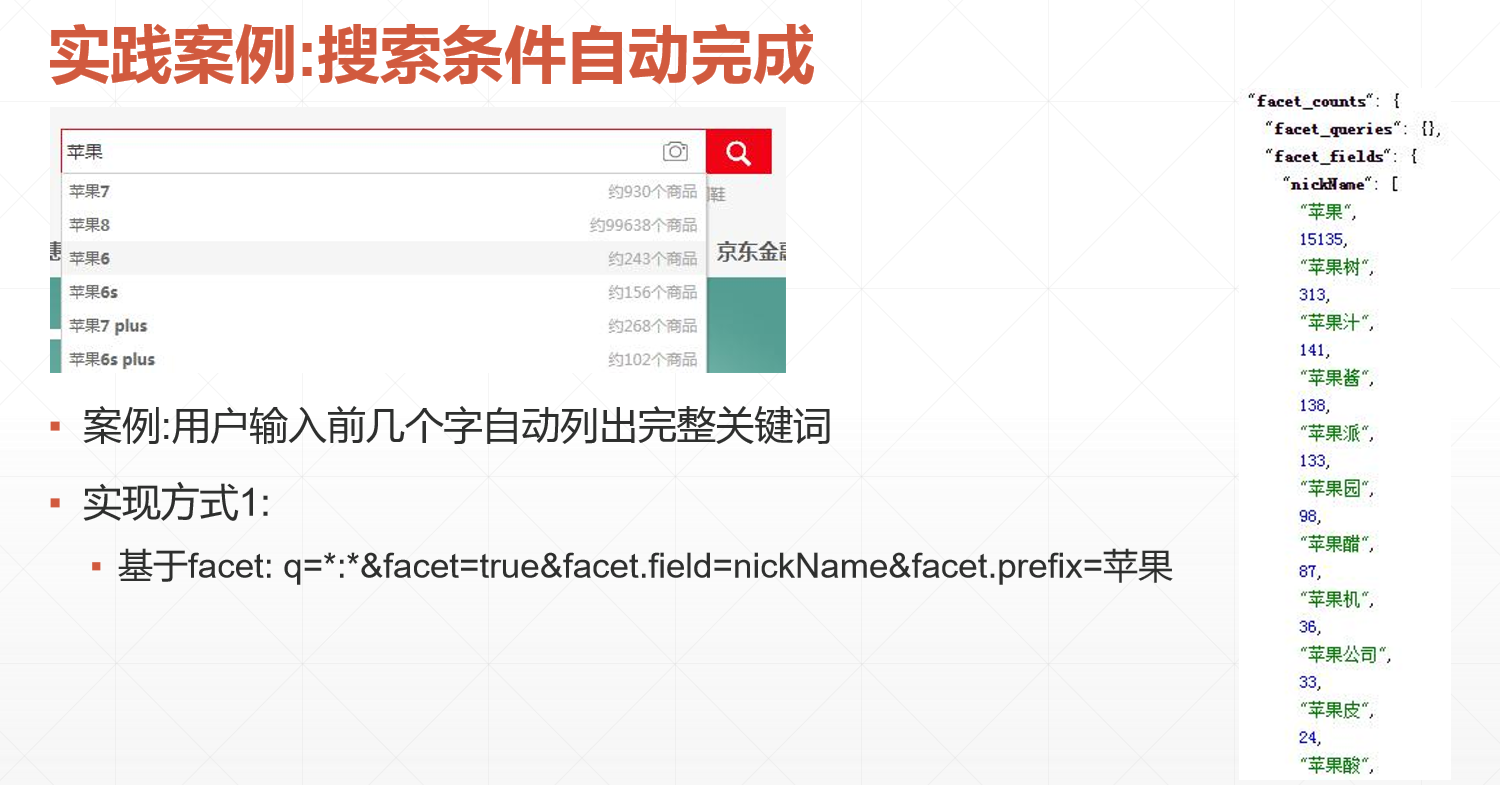 实践案例:搜索条件自动完成
苹果
苹果7 约930个商品
苹果8 约99638个商品
苹果6 约243个商品
苹果6s 约156个商品
苹果7 plus 约268个商品
苹果6s plus 约102个商品
鞋
京东金融
案例:用户输入前几个字自动列出完整关键词
实现方式1:
基于facet: q=*:*&facet=true&facet.field=nickName&facet.prefix=苹果
"facet_counts": {
"facet_queries": {},
"facet_fields": {
"nickName": [
"苹果",
15135,
"苹果树",
313,
"苹果汁",
141,
"苹果酱",
138,
"苹果派",
133,
"苹果园",
98,
"苹果醋",
87,
"苹果机",
36,
"苹果公司",
33,
"苹果皮",
24,
"苹果酸",